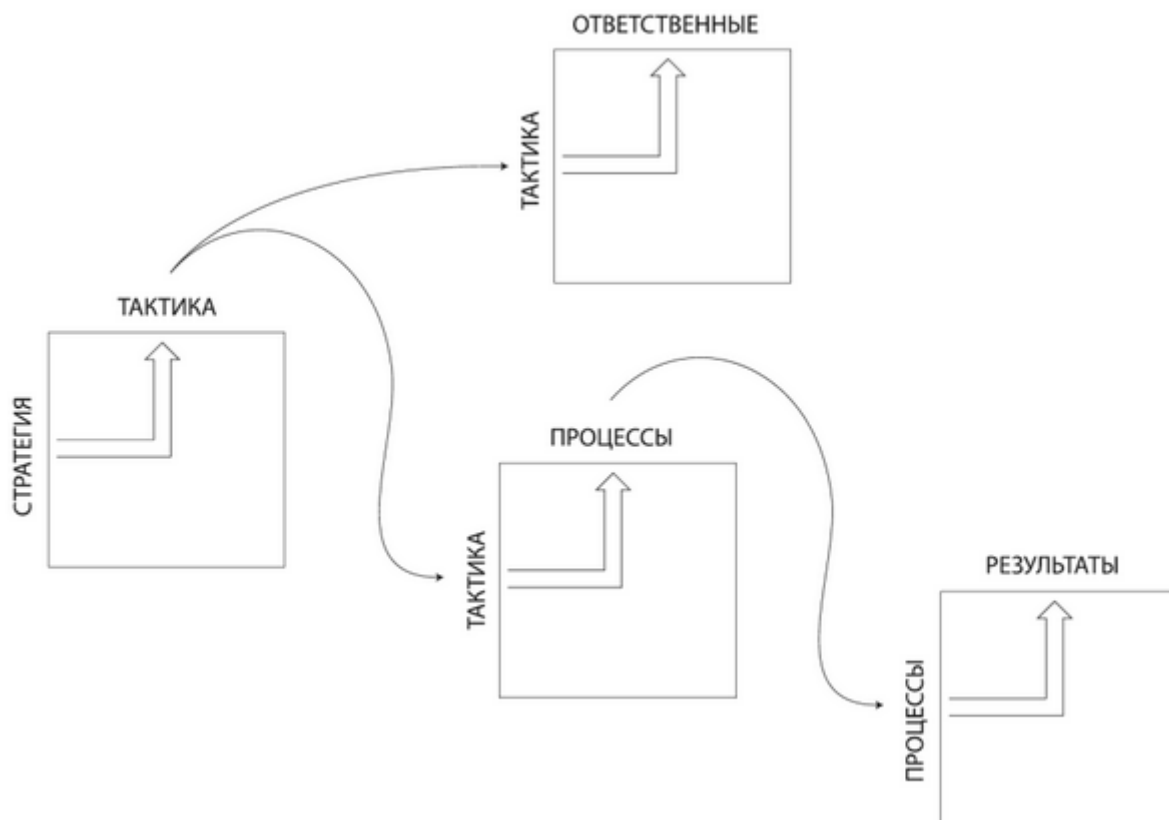 ОТВЕТСТВЕННЫЕ
ТАКТИКА
ТАКТИКА
СТРАТЕГИЯ
ПРОЦЕССЫ
ТАКТИКА
РЕЗУЛЬТАТЫ
ПРОЦЕССЫ